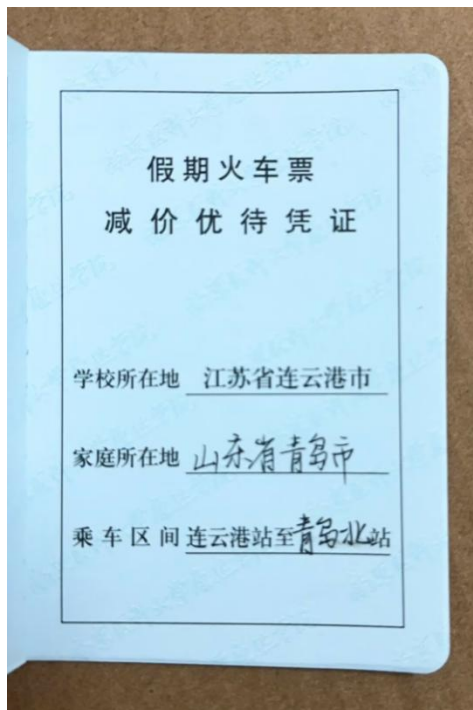 假期火车票
减价优待凭证
学校所在地 江苏省连云港市
家庭所在地 山东省青岛市
乘车区间 连云港站至青岛北站